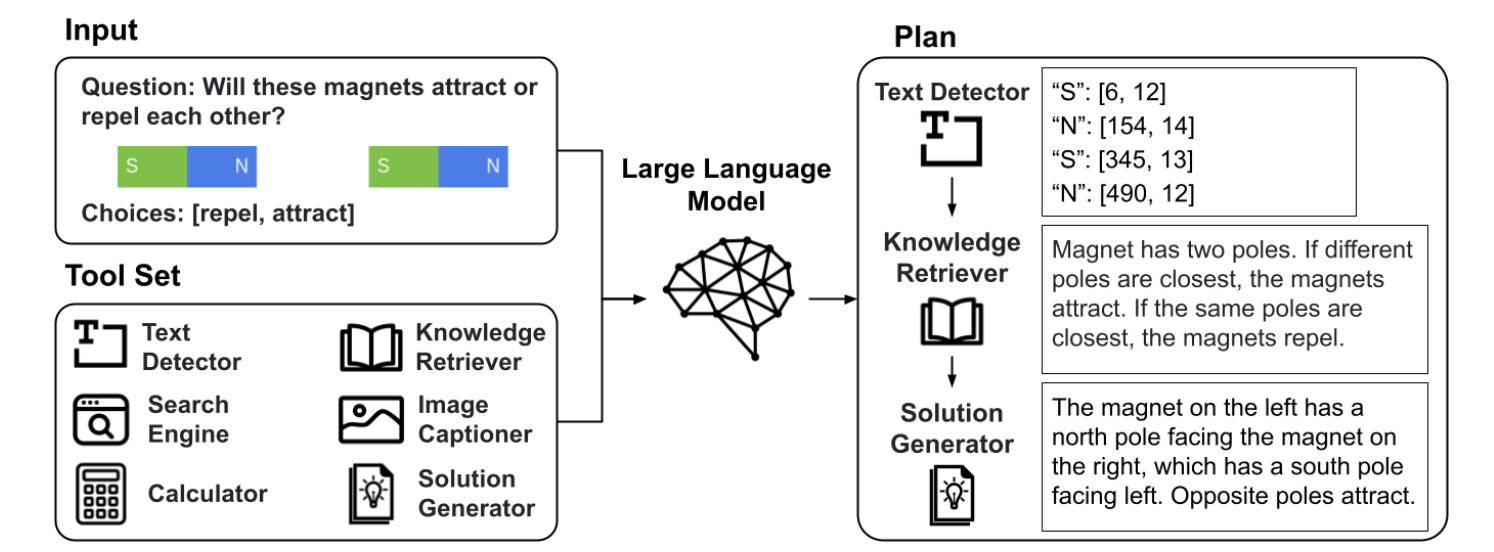 Input
Question: Will these magnets attract or
repel each other?
S N S N
Choices: [repel, attract]
Tool Set
Text
Detector
Knowledge
Retriever
Search
Engine
Image
Captioner
Calculator
Solution
Generator
Large Language
Model
Plan
Text Detector
“S”: [6, 12]
“N”: [154, 14]
“S”: [345, 13]
“N”: [490, 12]
Knowledge
Retriever
Magnet has two poles. If different
poles are closest, the magnets
attract. If the same poles are
closest, the magnets repel.
Solution
Generator
The magnet on the left has a
north pole facing the magnet on
the right, which has a south pole
facing left. Opposite poles attract.